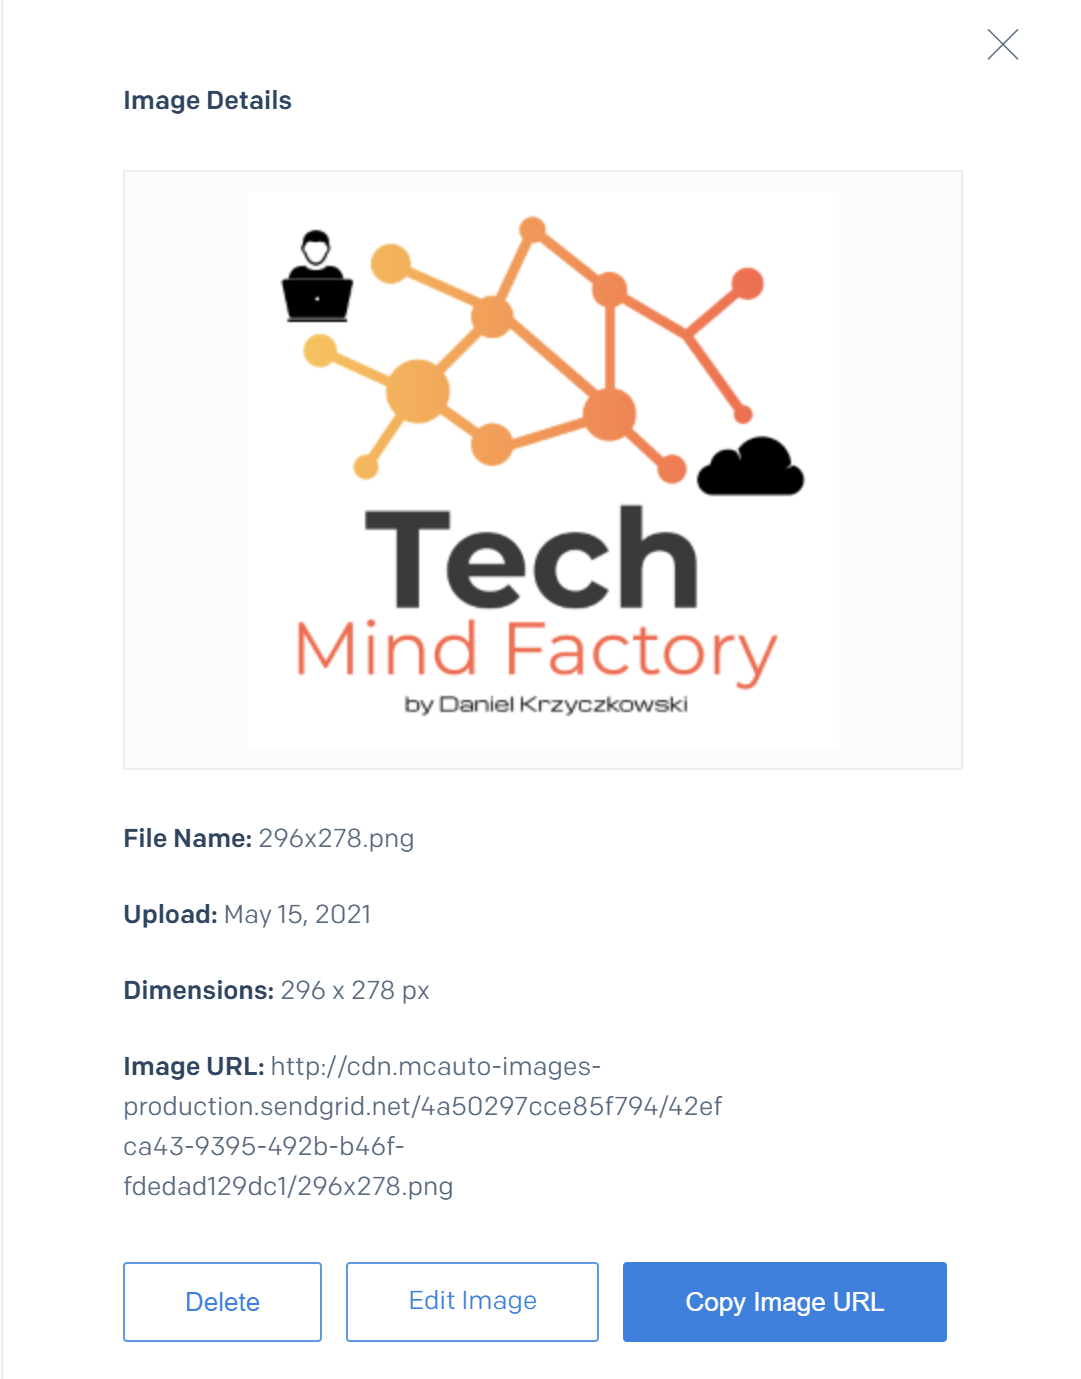 Image Details
Tech
Mind Factory
by Daniel Krzyczkowski
File Name: 296x278.png
Upload: May 15, 2021
Dimensions: 296 x 278 px
Image URL: http://cdn.mcauto-images-
production.sendgrid.net/4a50297cce85f794/42ef
ca43-9395-492b-b46f-
fdedad129dc1/296x278.png
Delete
Edit Image
Copy Image URL